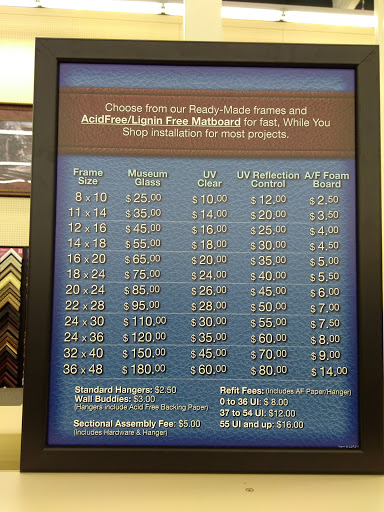 Choose from our Ready-Made frames and
AcidFree/Lignin Free Matboard for fast, While You
Shop installation for most projects.
Frame Size Museum Glass UV Clear UV Reflection Control A/F Foam Board
8 x 10 $25.00 $10.00 $12.00 $2.50
11 x 14 $35.00 $14.00 $20.00 $3.50
12 x 16 $45.00 $16.00 $25.00 $4.00
14 x 18 $55.00 $18.00 $30.00 $4.50
16 x 20 $65.00 $20.00 $35.00 $5.00
18 x 24 $75.00 $24.00 $40.00 $5.50
20 x 24 $85.00 $26.00 $45.00 $6.00
22 x 28 $95.00 $28.00 $50.00 $7.00
24 x 30 $110.00 $30.00 $55.00 $7.50
24 x 36 $120.00 $35.00 $60.00 $8.00
32 x 40 $150.00 $45.00 $70.00 $9.00
36 x 48 $180.00 $60.00 $80.00 $14.00
Standard Hangers: $2.50
Wall Buddies: $3.00
(Hangers include Acid Free Backing Paper)
Sectional Assembly Fee: $5.00
(Includes Hardware & Hanger)
Refit Fees: (includes AF Paper/Hanger)
0 to 36 UI: $8.00
37 to 54 UI: $12.00
55 UI and up: $16.00